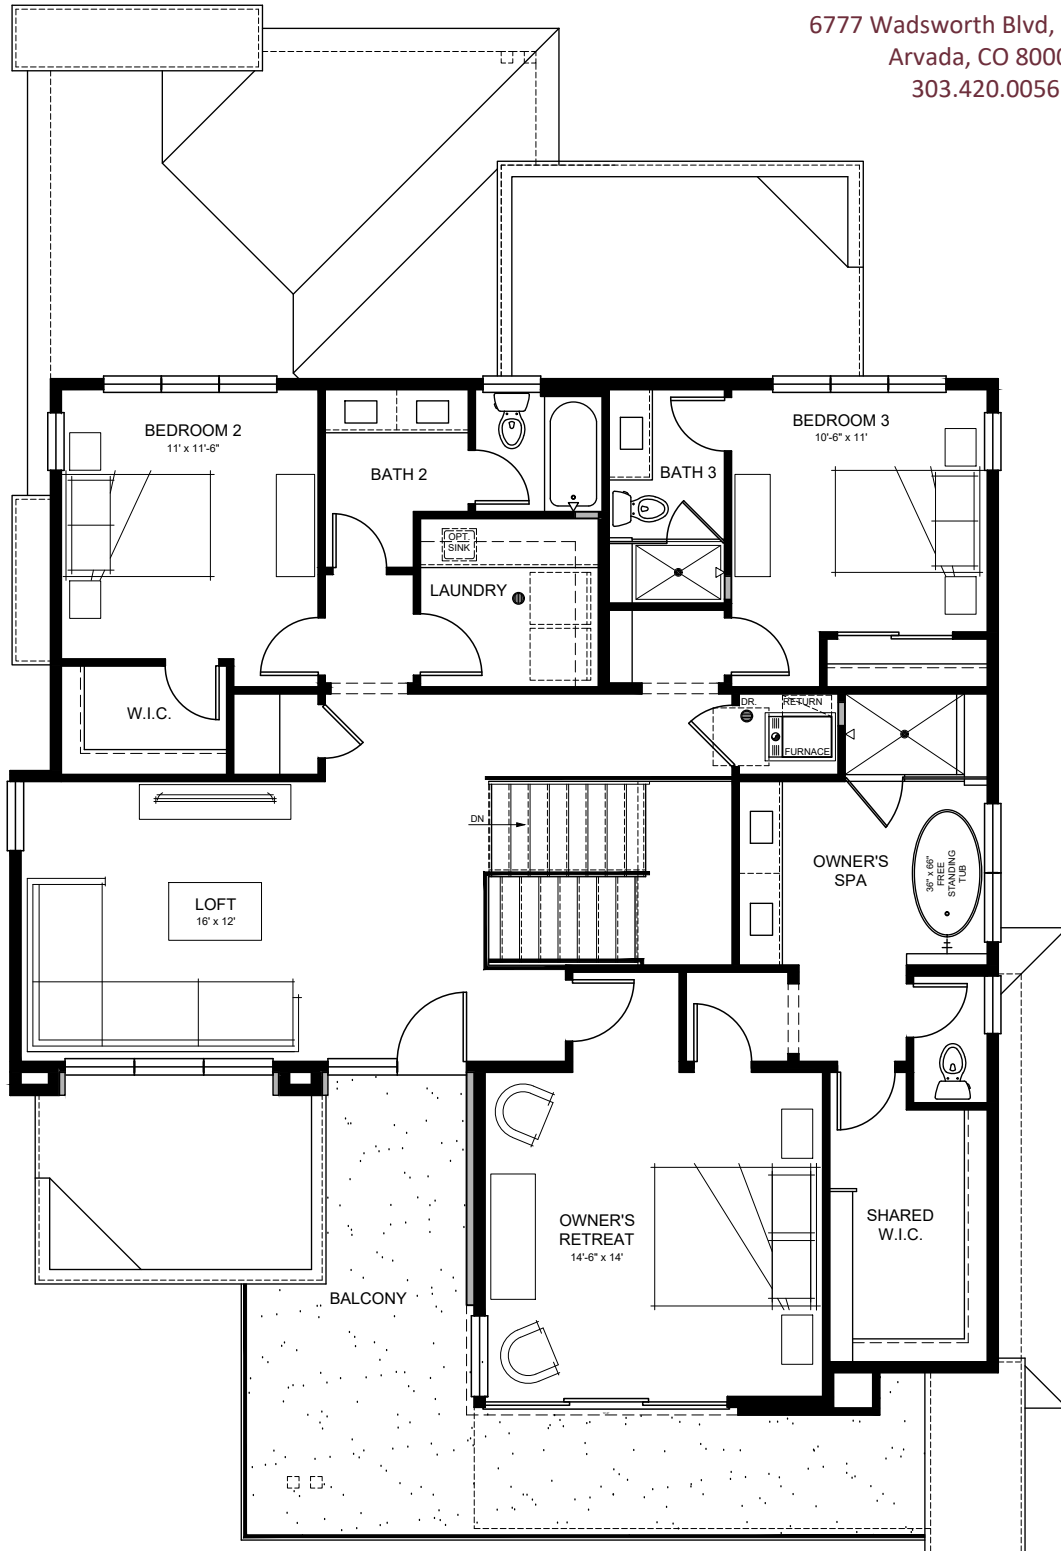 6777 Wadsworth Blvd,
Arvada, CO 8000
303.420.0056
BEDROOM 2
11' x 11'-6"
BATH 2
BATH 3
BEDROOM 3
10'-6" x 11'
OPT.
SINK
LAUNDRY
W.I.C.
DR.
RETURN
FURNACE
DN
LOFT
16' x 12'
OWNER'S
SPA
36" x 66"
FREE
STANDING
TUB
OWNER'S
RETREAT
14'-6" x 14'
SHARED
W.I.C.
BALCONY